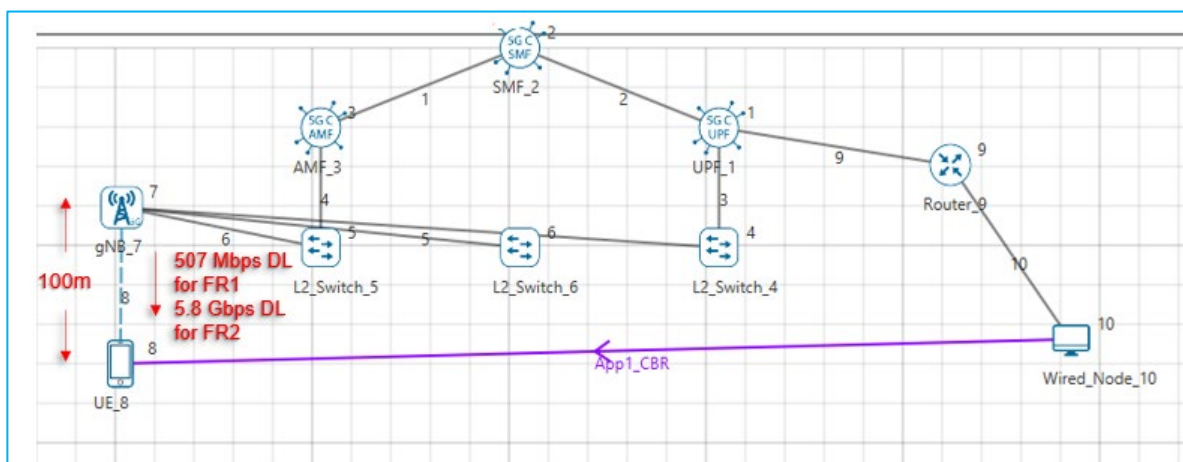 2
5G C
SMF
SMF_2
1
2
3
5G C
AMF
AMF_3
1
5G C
UPF
UPF_1
9
9
Router_9
7
gNB_7
4
3
6
5
5
6
4
L2_Switch_5
L2_Switch_6
L2_Switch_4
10
100m
8
507 Mbps DL
for FR1
5.8 Gbps DL
for FR2
8
UE_8
App1_CBR
10
Wired_Node_10